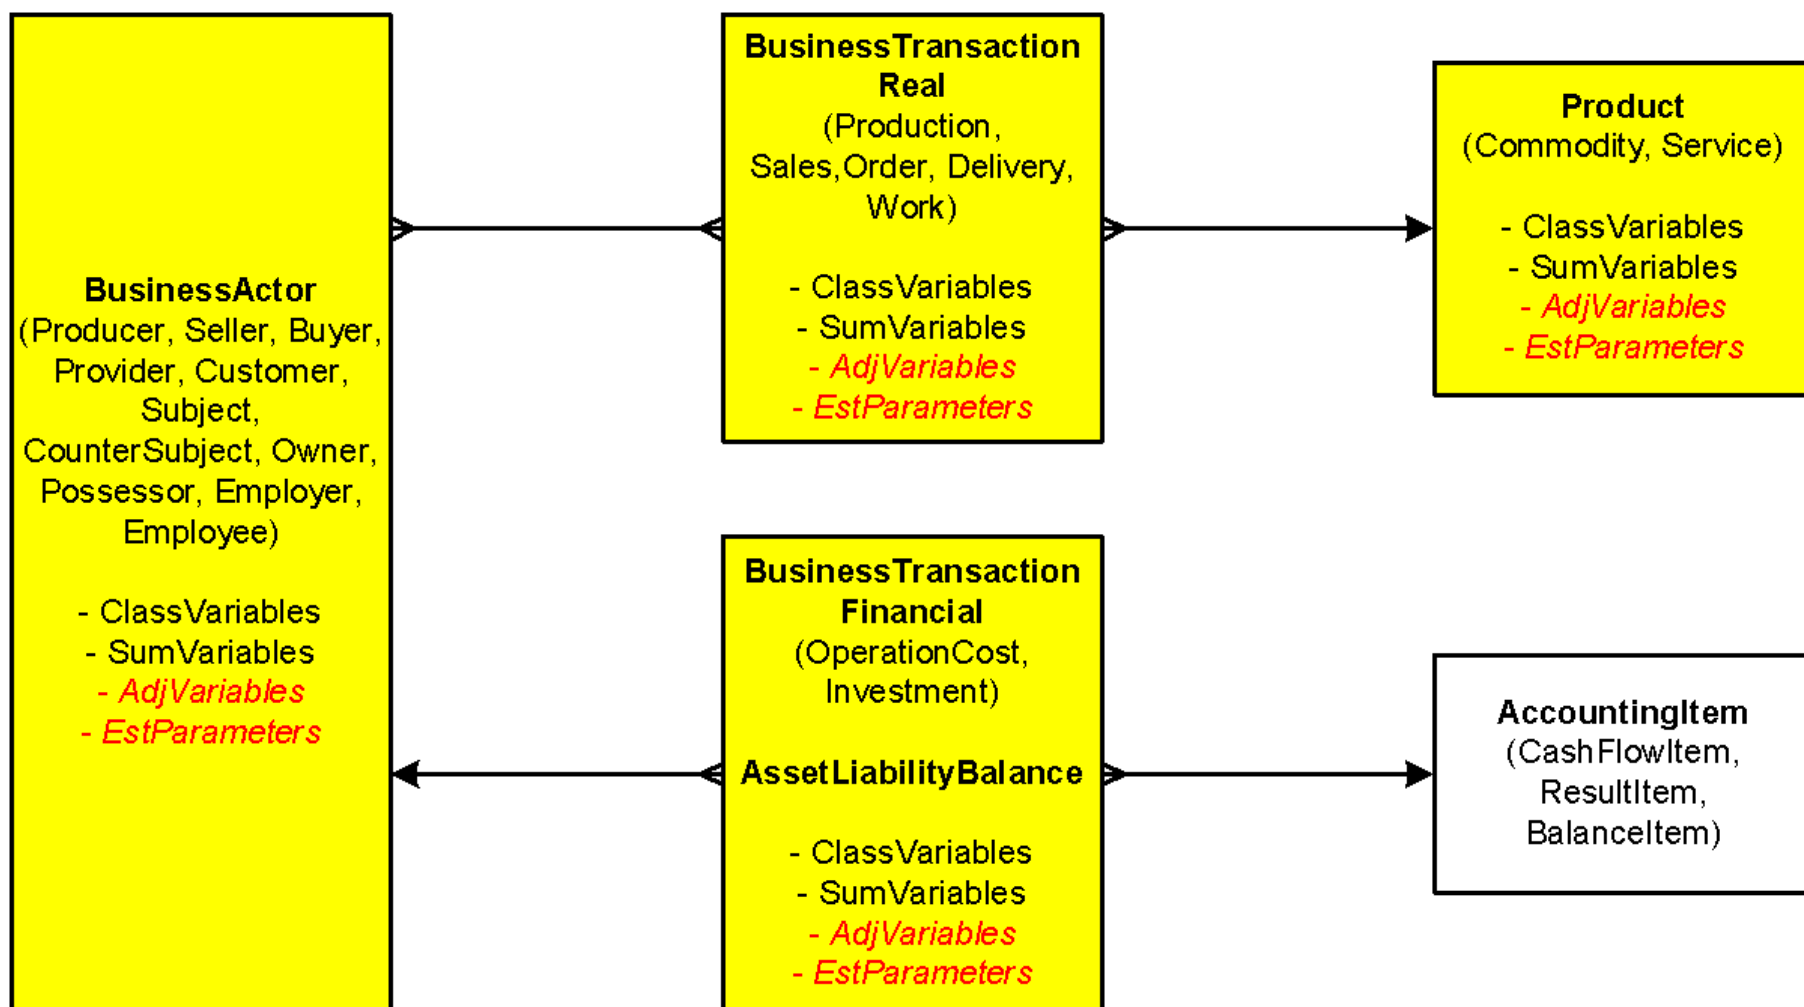 BusinessActor
(Producer, Seller, Buyer,
Provider, Customer,
Subject,
CounterSubject, Owner,
Possessor, Employer,
Employee)
- ClassVariables
- SumVariables
- AdjVariables
- EstParameters
BusinessTransaction
Real
(Production,
Sales,Order, Delivery,
Work)
- ClassVariables
- SumVariables
- AdjVariables
- EstParameters
Product
(Commodity, Service)
- ClassVariables
- SumVariables
- AdjVariables
- EstParameters
BusinessTransaction
Financial
(OperationCost,
Investment)
AssetLiabilityBalance
- ClassVariables
- SumVariables
- AdjVariables
- EstParameters
AccountingItem
(CashFlowItem,
ResultItem,
BalanceItem)